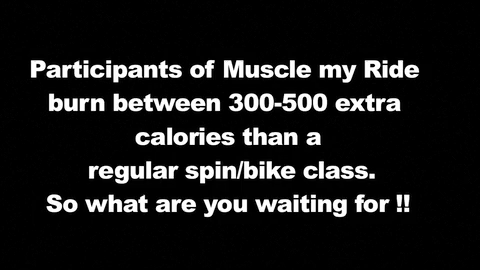 Participants of Muscle my Ride
burn between 300-500 extra
calories than a
regular spin/bike class.
So what are you waiting for !!